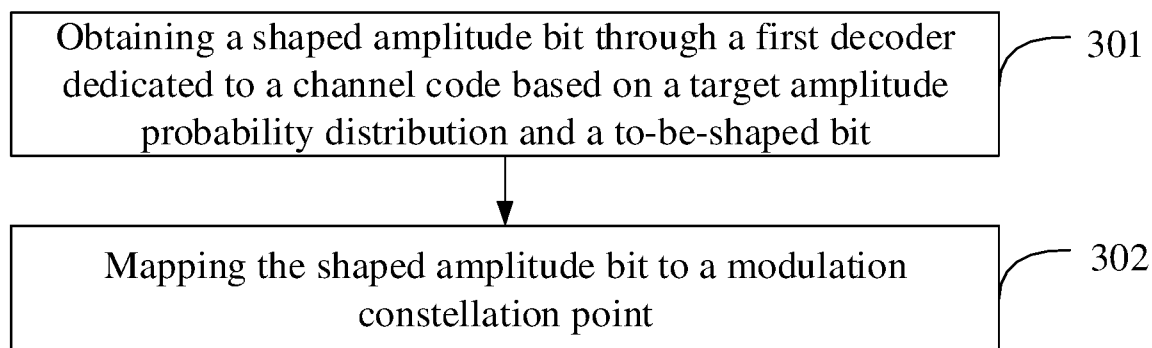 Obtaining a shaped amplitude bit through a first decoder
dedicated to a channel code based on a target amplitude
probability distribution and a to-be-shaped bit
301
Mapping the shaped amplitude bit to a modulation
constellation point
302